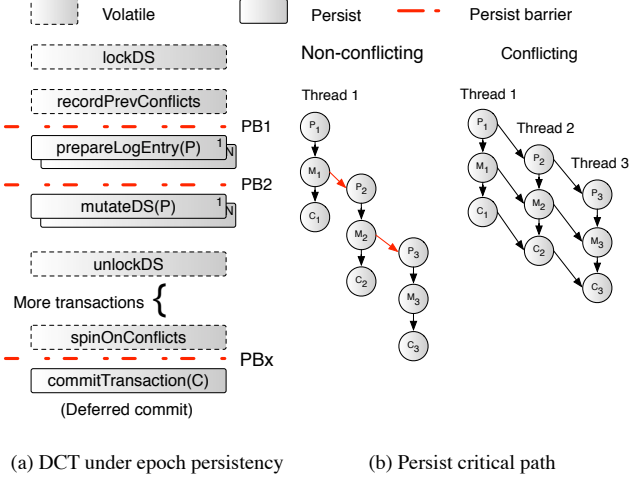 Volatile
Persist
Persist barrier
lockDS
recordPrevConflicts
PB1
prepareLogEntry(P)
1
N
PB2
mutateDS(P)
1
N
unlockDS
More transactions {
spinOnConflicts
PBx
commitTransaction(C)
(Deferred commit)
(a) DCT under epoch persistency
Non-conflicting
Thread 1
P1
M1
C1
P2
M2
C2
P3
M3
C3
Conflicting
Thread 1
Thread 2
Thread 3
P1
M1
C1
P2
M2
C2
P3
M3
C3
(b) Persist critical path